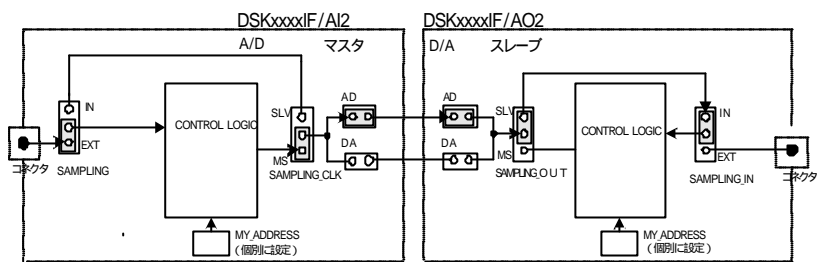 DSKxxxxIF/AI2
DSKxxxxIF/AO2
A/D
マスタ
D/A
スレーブ
IN
EXT
コネクタ
SAMPLING
CONTROL LOGIC
SLV
MS
SAMPLING_CLK
AD
DA
MY_ADDRESS
(個別に設定)
AD
DA
SLV
MS
SAMPLING_OUT
CONTROL LOGIC
IN
EXT
SAMPLING_IN
コネクタ
MY_ADDRESS
(個別に設定)